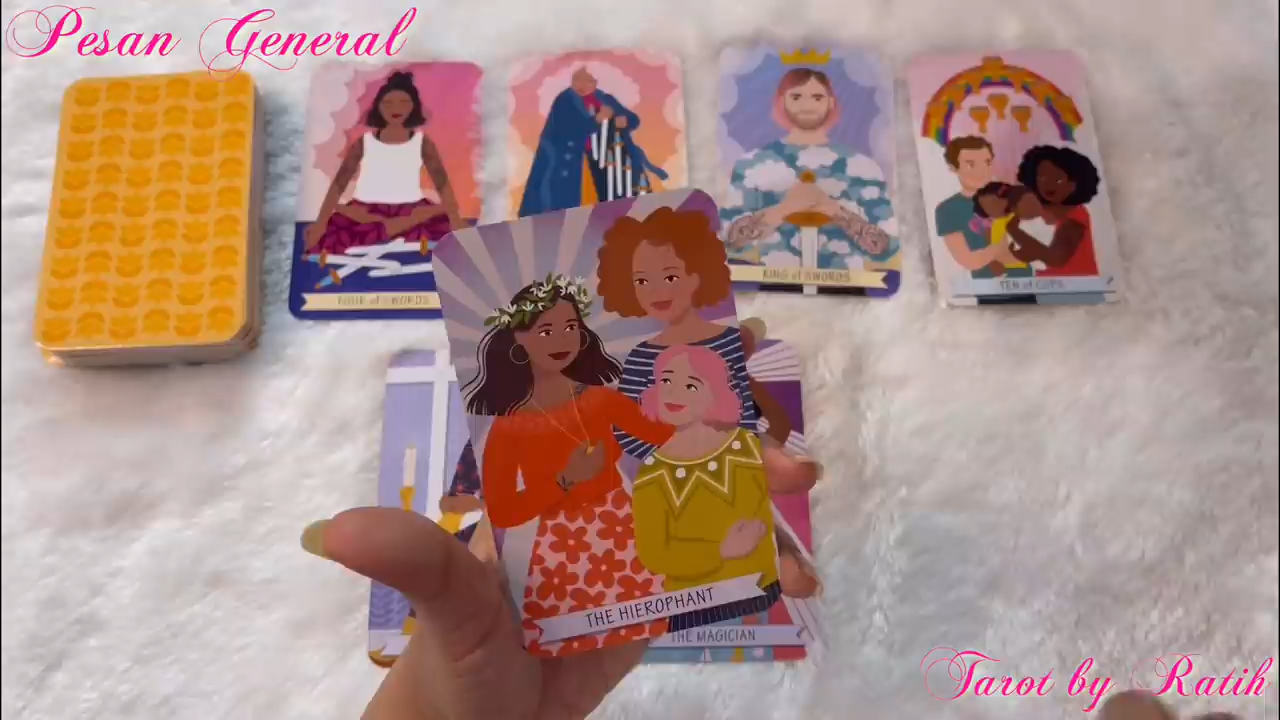 Pesan General
FOUR of SWORDS
KING of SWORDS
TEN of CUPS
THE HIEROPHANT
THE MAGICIAN
Tarot by Ratih